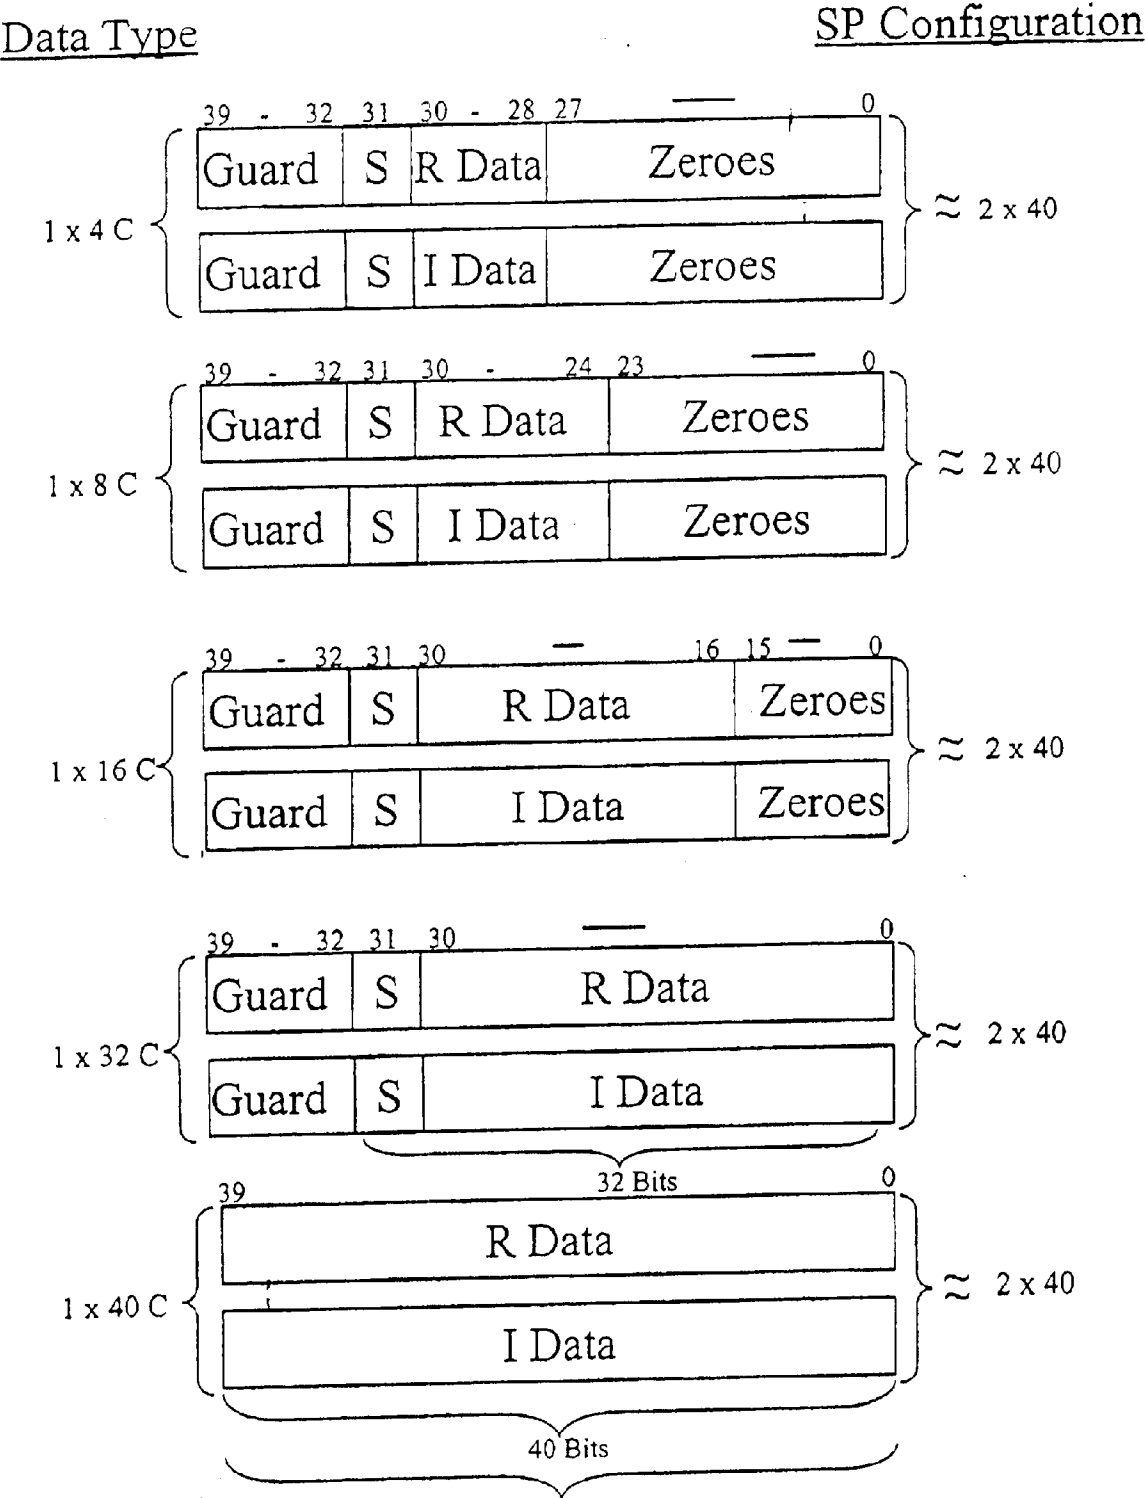 Data Type SP Configuration
39 - 32 31 30 - 28 27 — 0
Guard S R Data Zeroes
1 x 4 C ≈ 2 x 40
Guard S I Data Zeroes
39 - 32 31 30 - 24 23 — 0
Guard S R Data Zeroes
1 x 8 C ≈ 2 x 40
Guard S I Data Zeroes
39 - 32 31 30 — 16 15 — 0
Guard S R Data Zeroes
1 x 16 C ≈ 2 x 40
Guard S I Data Zeroes
39 - 32 31 30 — 0
Guard S R Data
1 x 32 C ≈ 2 x 40
Guard S I Data
32 Bits
39 0
R Data
1 x 40 C ≈ 2 x 40
I Data
40 Bits